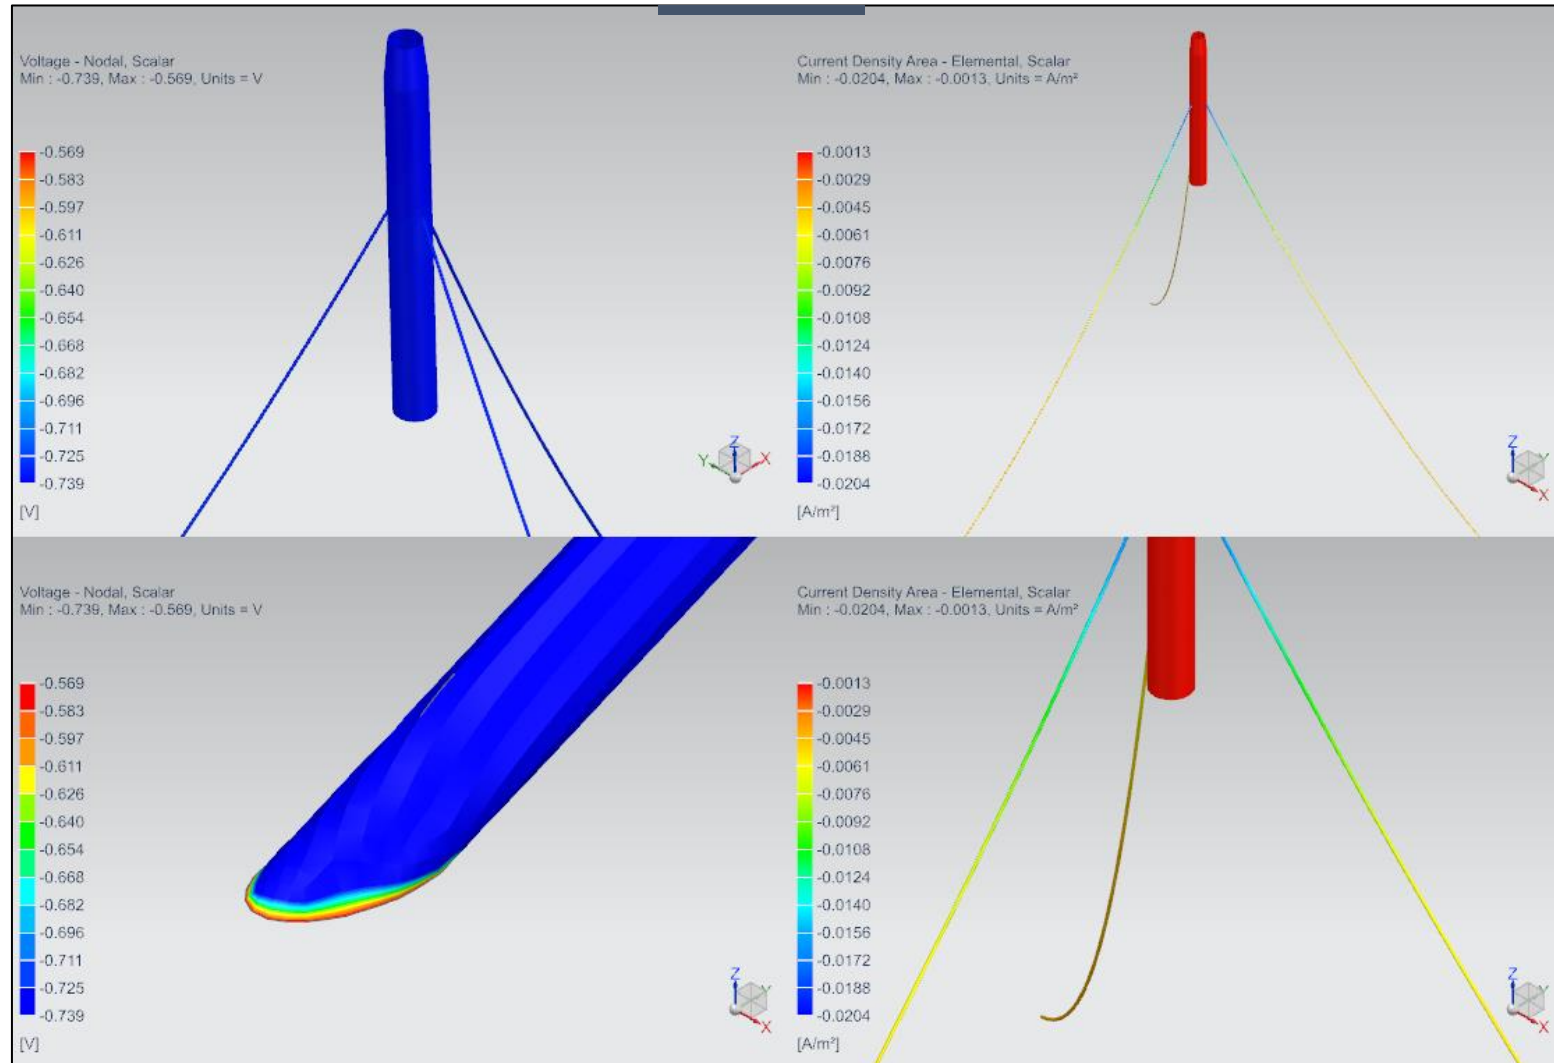 Voltage - Nodal, Scalar
Min : -0.739, Max : -0.569, Units = V
-0.569
-0.583
-0.597
-0.611
-0.626
-0.640
-0.654
-0.668
-0.682
-0.696
-0.711
-0.725
-0.739
[V]
Z
Y
X
Current Density Area - Elemental, Scalar
Min : -0.0204, Max : -0.0013, Units = A/m²
-0.0013
-0.0029
-0.0045
-0.0061
-0.0076
-0.0092
-0.0108
-0.0124
-0.0140
-0.0156
-0.0172
-0.0188
-0.0204
[A/m²]
Z
Y
X
Voltage - Nodal, Scalar
Min : -0.739, Max : -0.569, Units = V
-0.569
-0.583
-0.597
-0.611
-0.626
-0.640
-0.654
-0.668
-0.682
-0.696
-0.711
-0.725
-0.739
[V]
Z
Y
X
Current Density Area - Elemental, Scalar
Min : -0.0204, Max : -0.0013, Units = A/m²
-0.0013
-0.0029
-0.0045
-0.0061
-0.0076
-0.0092
-0.0108
-0.0124
-0.0140
-0.0156
-0.0172
-0.0188
-0.0204
[A/m²]
Z
Y
X